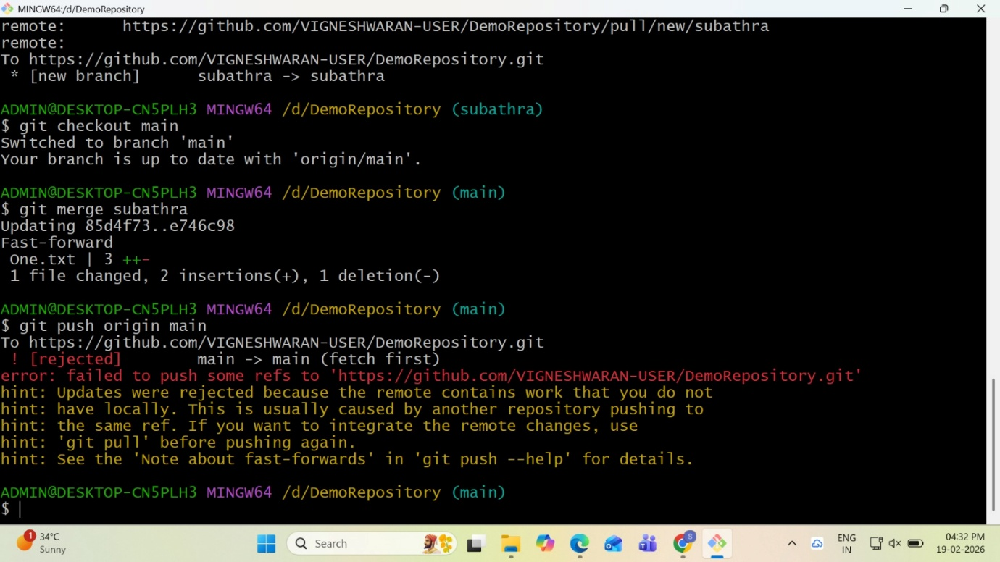 MINGW64:/d/DemoRepository
remote:      https://github.com/VIGNESHWARAN-USER/DemoRepository/pull/new/subathra
remote:
To https://github.com/VIGNESHWARAN-USER/DemoRepository.git
 * [new branch]      subathra -> subathra
ADMIN@DESKTOP-CN5PLH3 MINGW64 /d/DemoRepository (subathra)
$ git checkout main
Switched to branch 'main'
Your branch is up to date with 'origin/main'.
ADMIN@DESKTOP-CN5PLH3 MINGW64 /d/DemoRepository (main)
$ git merge subathra
Updating 85d4f73..e746c98
Fast-forward
 One.txt | 3 ++-
 1 file changed, 2 insertions(+), 1 deletion(-)
ADMIN@DESKTOP-CN5PLH3 MINGW64 /d/DemoRepository (main)
$ git push origin main
To https://github.com/VIGNESHWARAN-USER/DemoRepository.git
 ! [rejected]        main -> main (fetch first)
error: failed to push some refs to 'https://github.com/VIGNESHWARAN-USER/DemoRepository.git'
hint: Updates were rejected because the remote contains work that you do not
hint: have locally. This is usually caused by another repository pushing to
hint: the same ref. If you want to integrate the remote changes, use
hint: 'git pull' before pushing again.
hint: See the 'Note about fast-forwards' in 'git push --help' for details.
ADMIN@DESKTOP-CN5PLH3 MINGW64 /d/DemoRepository (main)
$
1
34°C
Sunny
Search
S
ENG
IN
04:32 PM
19-02-2026